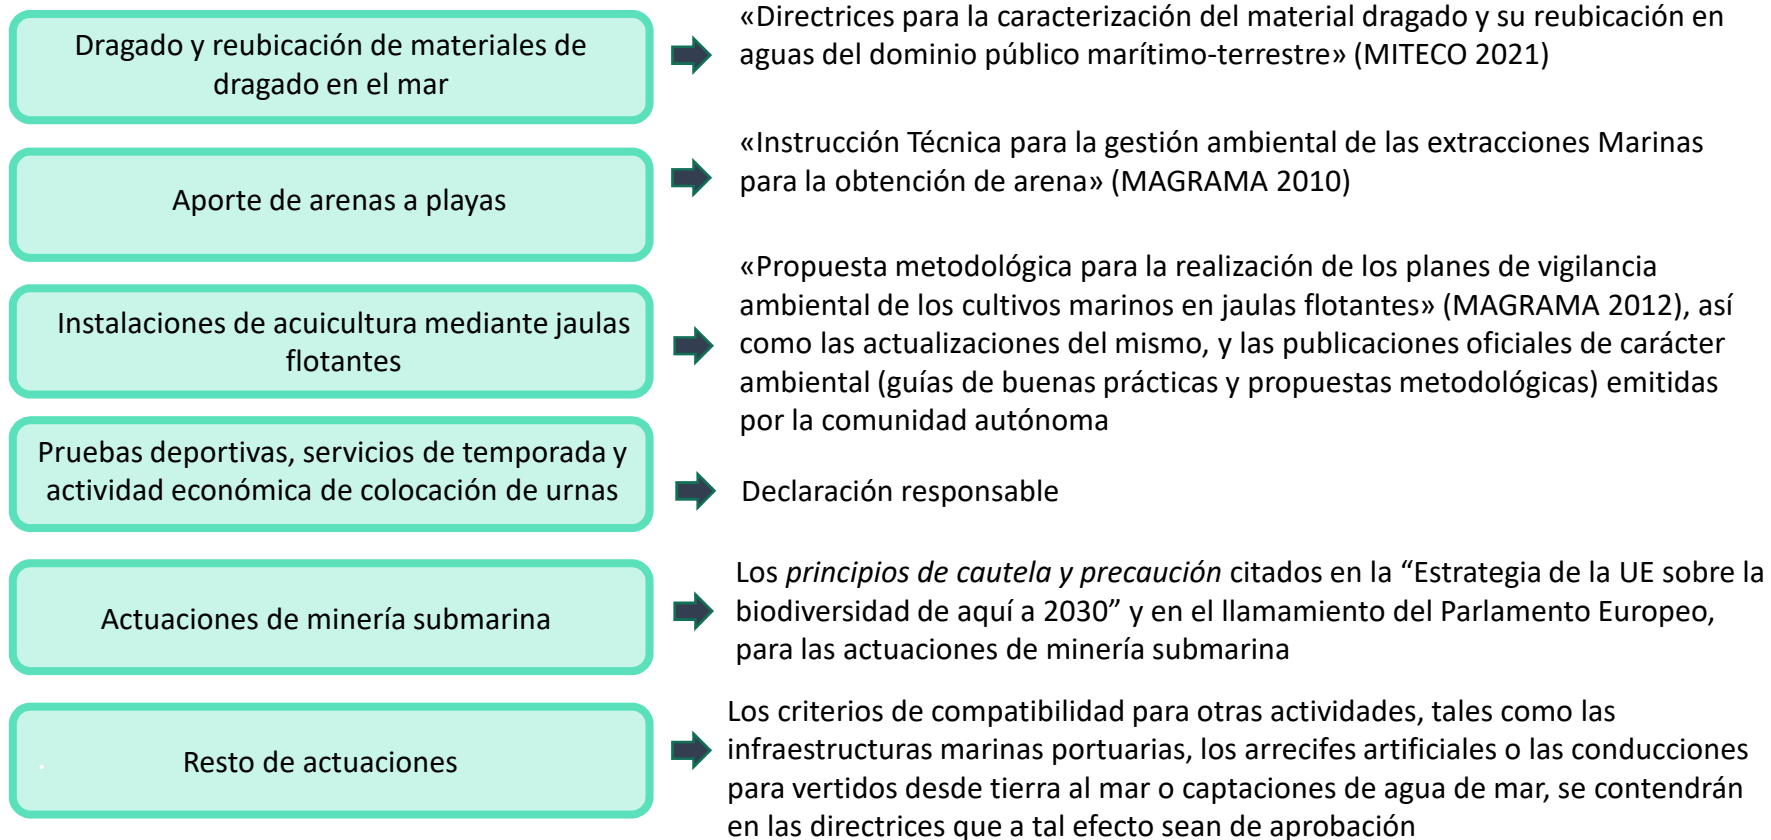 Dragado y reubicación de materiales de
dragado en el mar
«Directrices para la caracterización del material dragado y su reubicación en
aguas del dominio público marítimo-terrestre» (MITECO 2021)
Aporte de arenas a playas
«Instrucción Técnica para la gestión ambiental de las extracciones Marinas
para la obtención de arena» (MAGRAMA 2010)
Instalaciones de acuicultura mediante jaulas
flotantes
«Propuesta metodológica para la realización de los planes de vigilancia
ambiental de los cultivos marinos en jaulas flotantes» (MAGRAMA 2012), así
como las actualizaciones del mismo, y las publicaciones oficiales de carácter
ambiental (guías de buenas prácticas y propuestas metodológicas) emitidas
por la comunidad autónoma
Pruebas deportivas, servicios de temporada y
actividad económica de colocación de urnas
Declaración responsable
Actuaciones de minería submarina
Los principios de cautela y precaución citados en la “Estrategia de la UE sobre la
biodiversidad de aquí a 2030” y en el llamamiento del Parlamento Europeo,
para las actuaciones de minería submarina
Resto de actuaciones
Los criterios de compatibilidad para otras actividades, tales como las
infraestructuras marinas portuarias, los arrecifes artificiales o las conducciones
para vertidos desde tierra al mar o captaciones de agua de mar, se contendrán
en las directrices que a tal efecto sean de aprobación